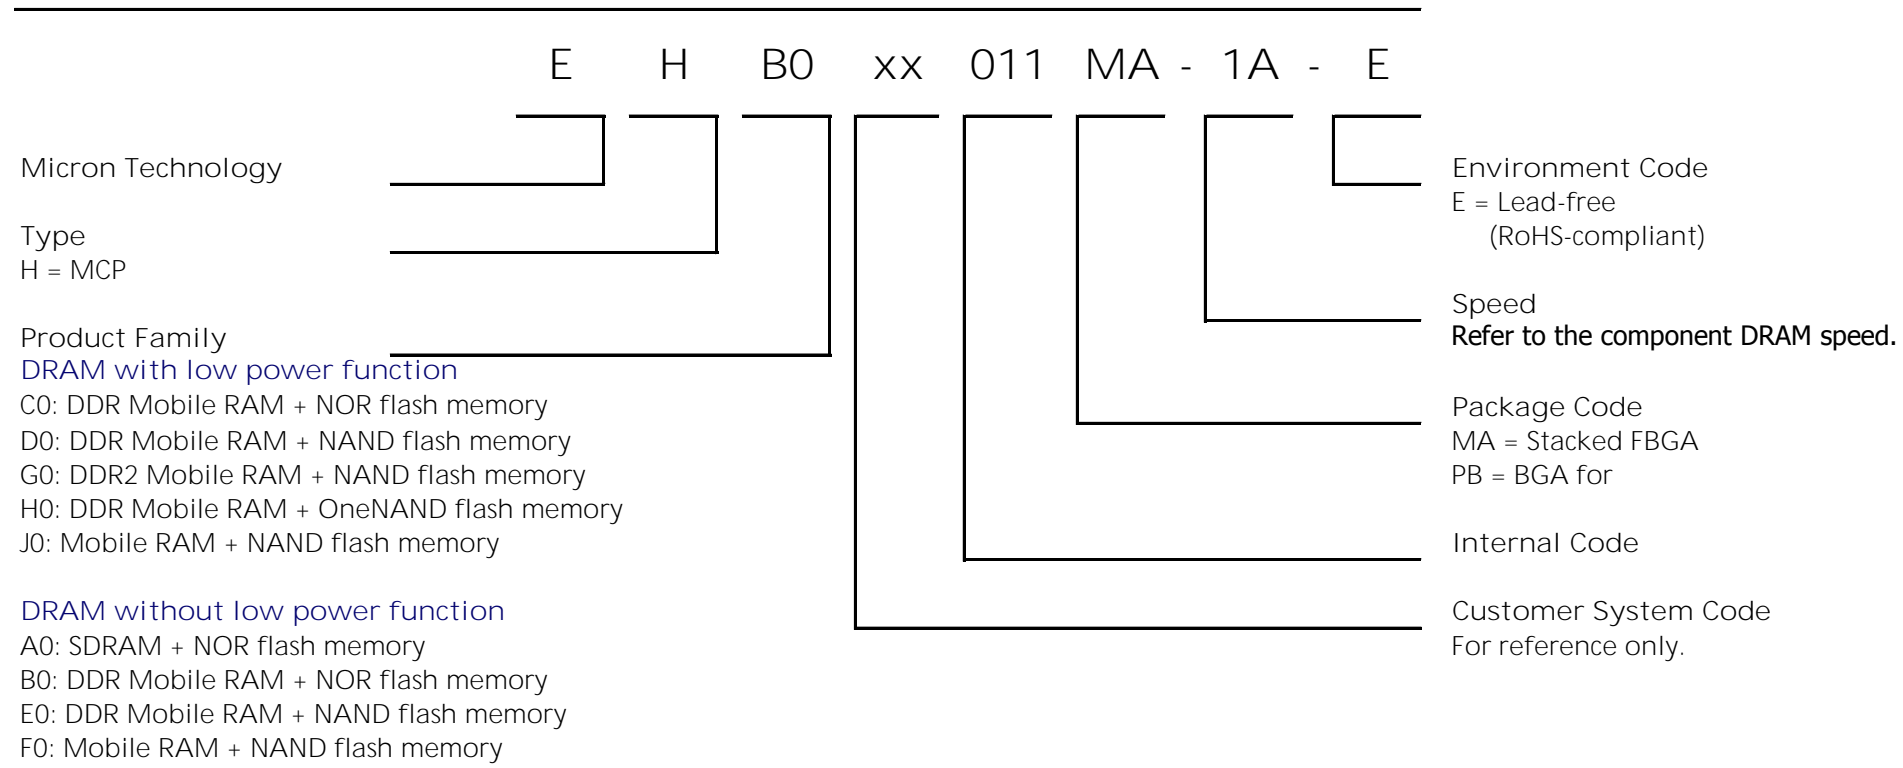 E H B0 xx 011 MA - 1A - E
Micron Technology
Type
H = MCP
Product Family
DRAM with low power function
C0: DDR Mobile RAM + NOR flash memory
D0: DDR Mobile RAM + NAND flash memory
G0: DDR2 Mobile RAM + NAND flash memory
H0: DDR Mobile RAM + OneNAND flash memory
J0: Mobile RAM + NAND flash memory
DRAM without low power function
A0: SDRAM + NOR flash memory
B0: DDR Mobile RAM + NOR flash memory
E0: DDR Mobile RAM + NAND flash memory
F0: Mobile RAM + NAND flash memory
Environment Code
E = Lead-free
(RoHS-compliant)
Speed
Refer to the component DRAM speed.
Package Code
MA = Stacked FBGA
PB = BGA for
Internal Code
Customer System Code
For reference only.